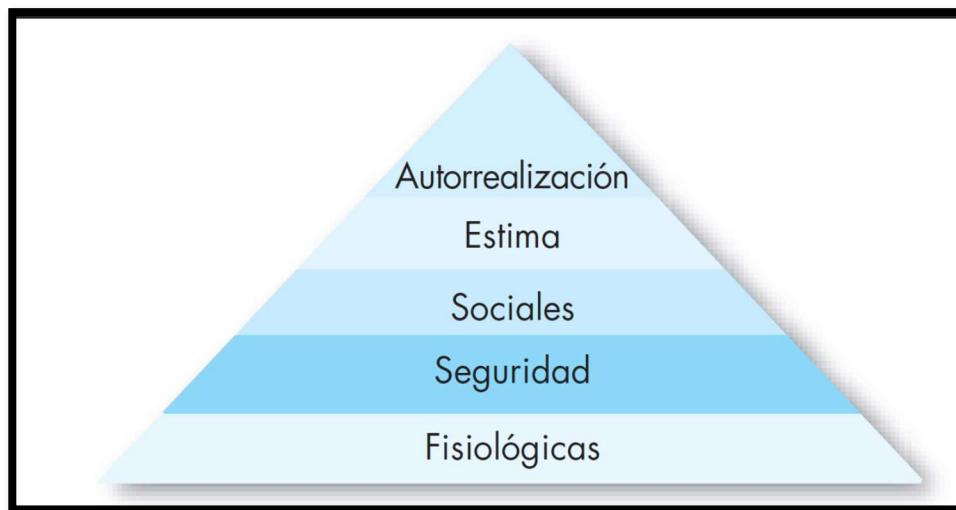 Autorrealización
Estima
Sociales
Seguridad
Fisiológicas